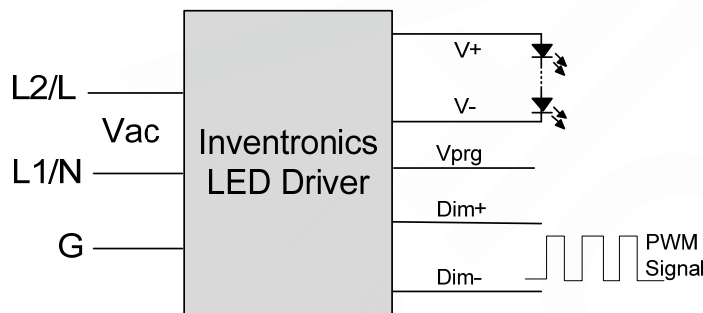 L2/L
Vac
L1/N
G
Inventronics
LED Driver
V+
V-
Vprg
Dim+
Dim-
PWM
Signal